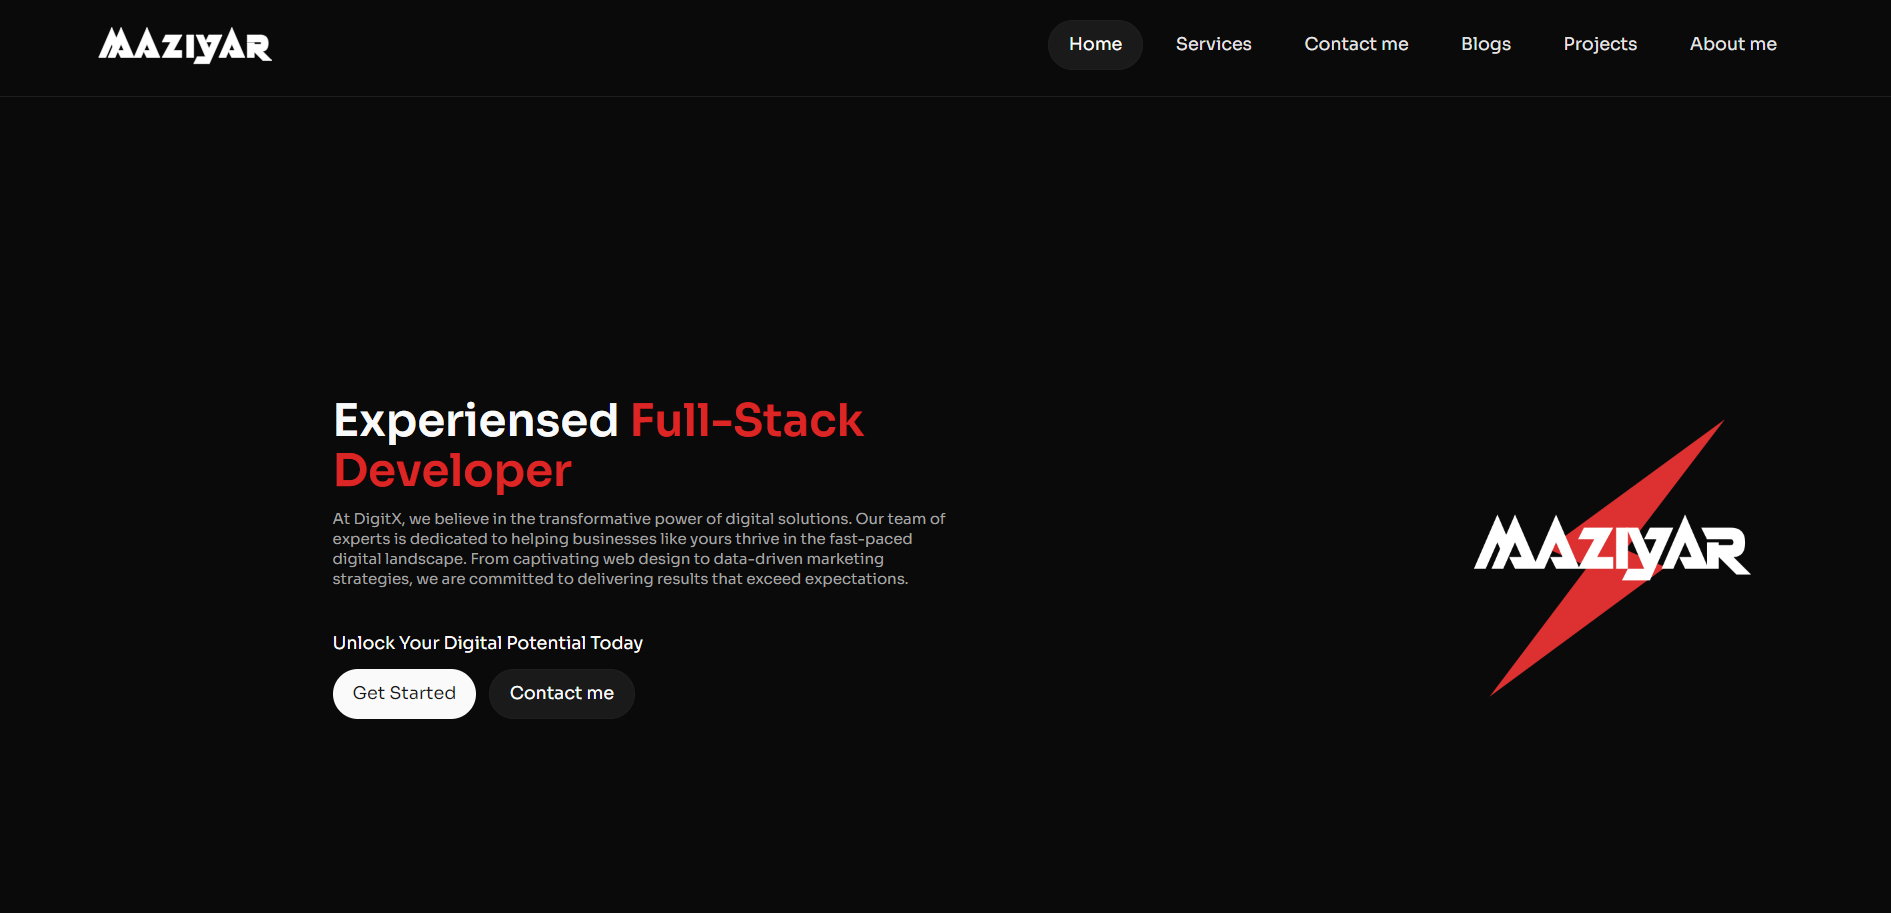 MAZIYAR
Home Services Contact me Blogs Projects About me
Experiensed Full-Stack
Developer
At DigitX, we believe in the transformative power of digital solutions. Our team of
experts is dedicated to helping businesses like yours thrive in the fast-paced
digital landscape. From captivating web design to data-driven marketing
strategies, we are committed to delivering results that exceed expectations.
MAZIYAR
Unlock Your Digital Potential Today
Get Started Contact me